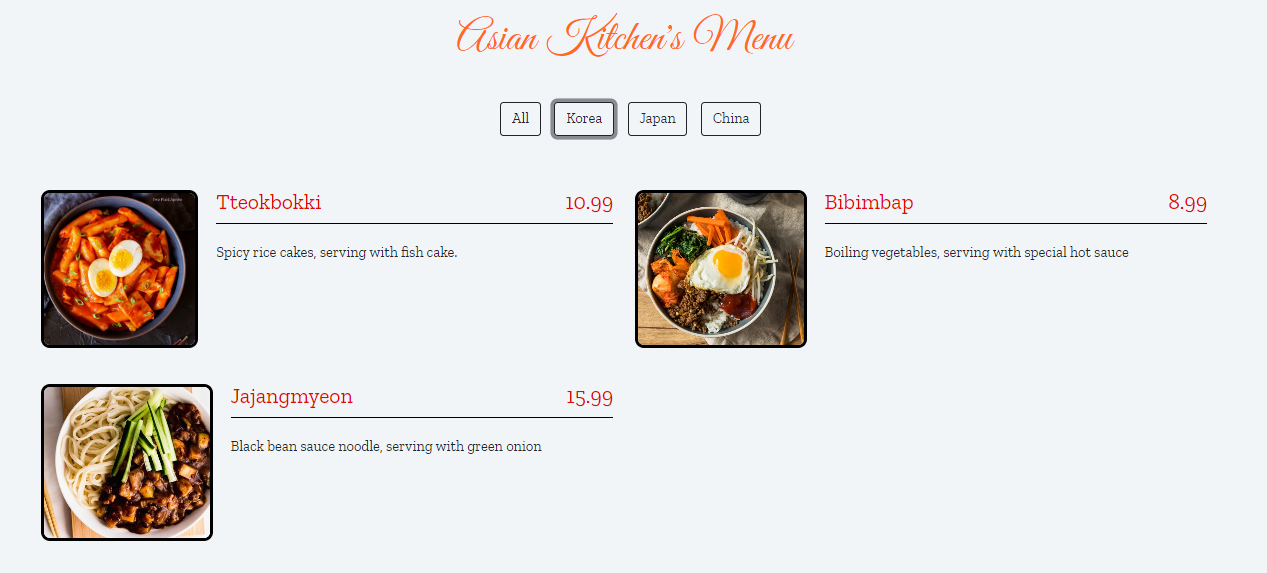 Asian Kitchen's Menu
All Korea Japan China
Tteokbokki 10.99
Spicy rice cakes, serving with fish cake.
Bibimbap 8.99
Boiling vegetables, serving with special hot sauce
Jajangmyeon 15.99
Black bean sauce noodle, serving with green onion